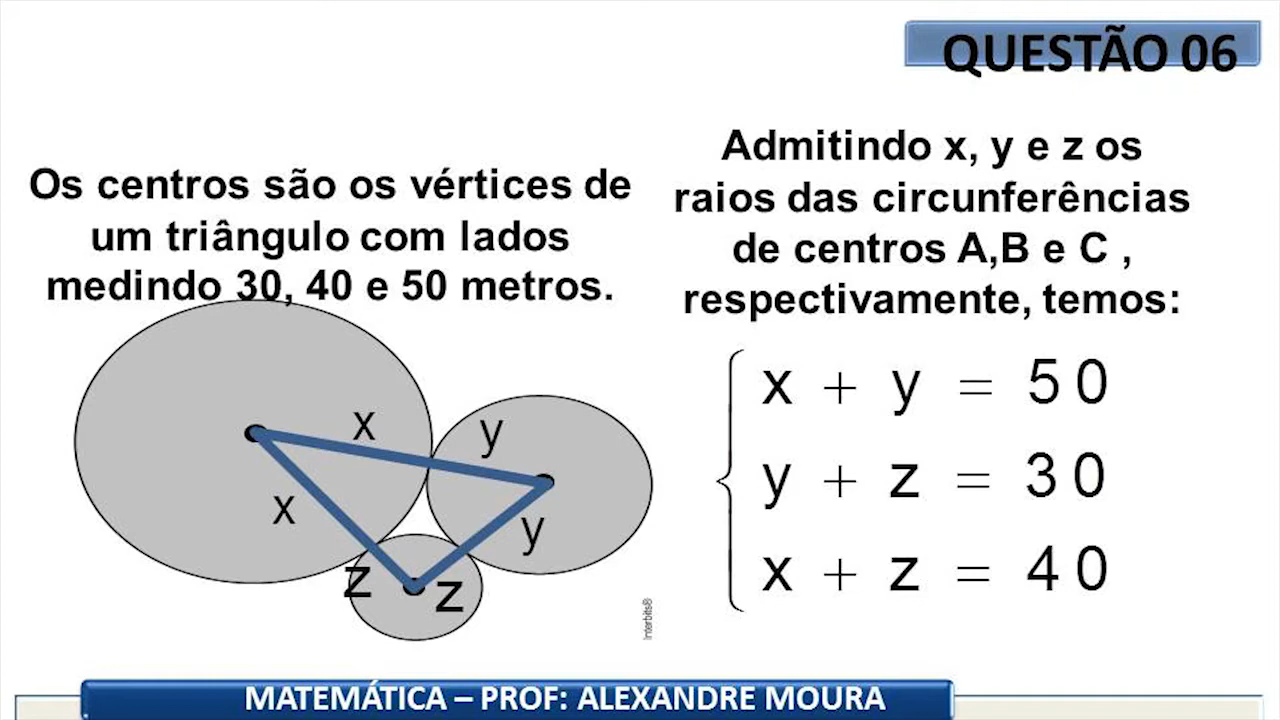 QUESTÃO 06
Os centros são os vértices de
um triângulo com lados
medindo 30, 40 e 50 metros.
Admitindo x, y e z os
raios das circunferências
de centros A,B e C ,
respectivamente, temos:
x + y = 50
y + z = 30
x + z = 40
x
y
x
y
z
z
Interbits®
MATEMÁTICA – PROF: ALEXANDRE MOURA